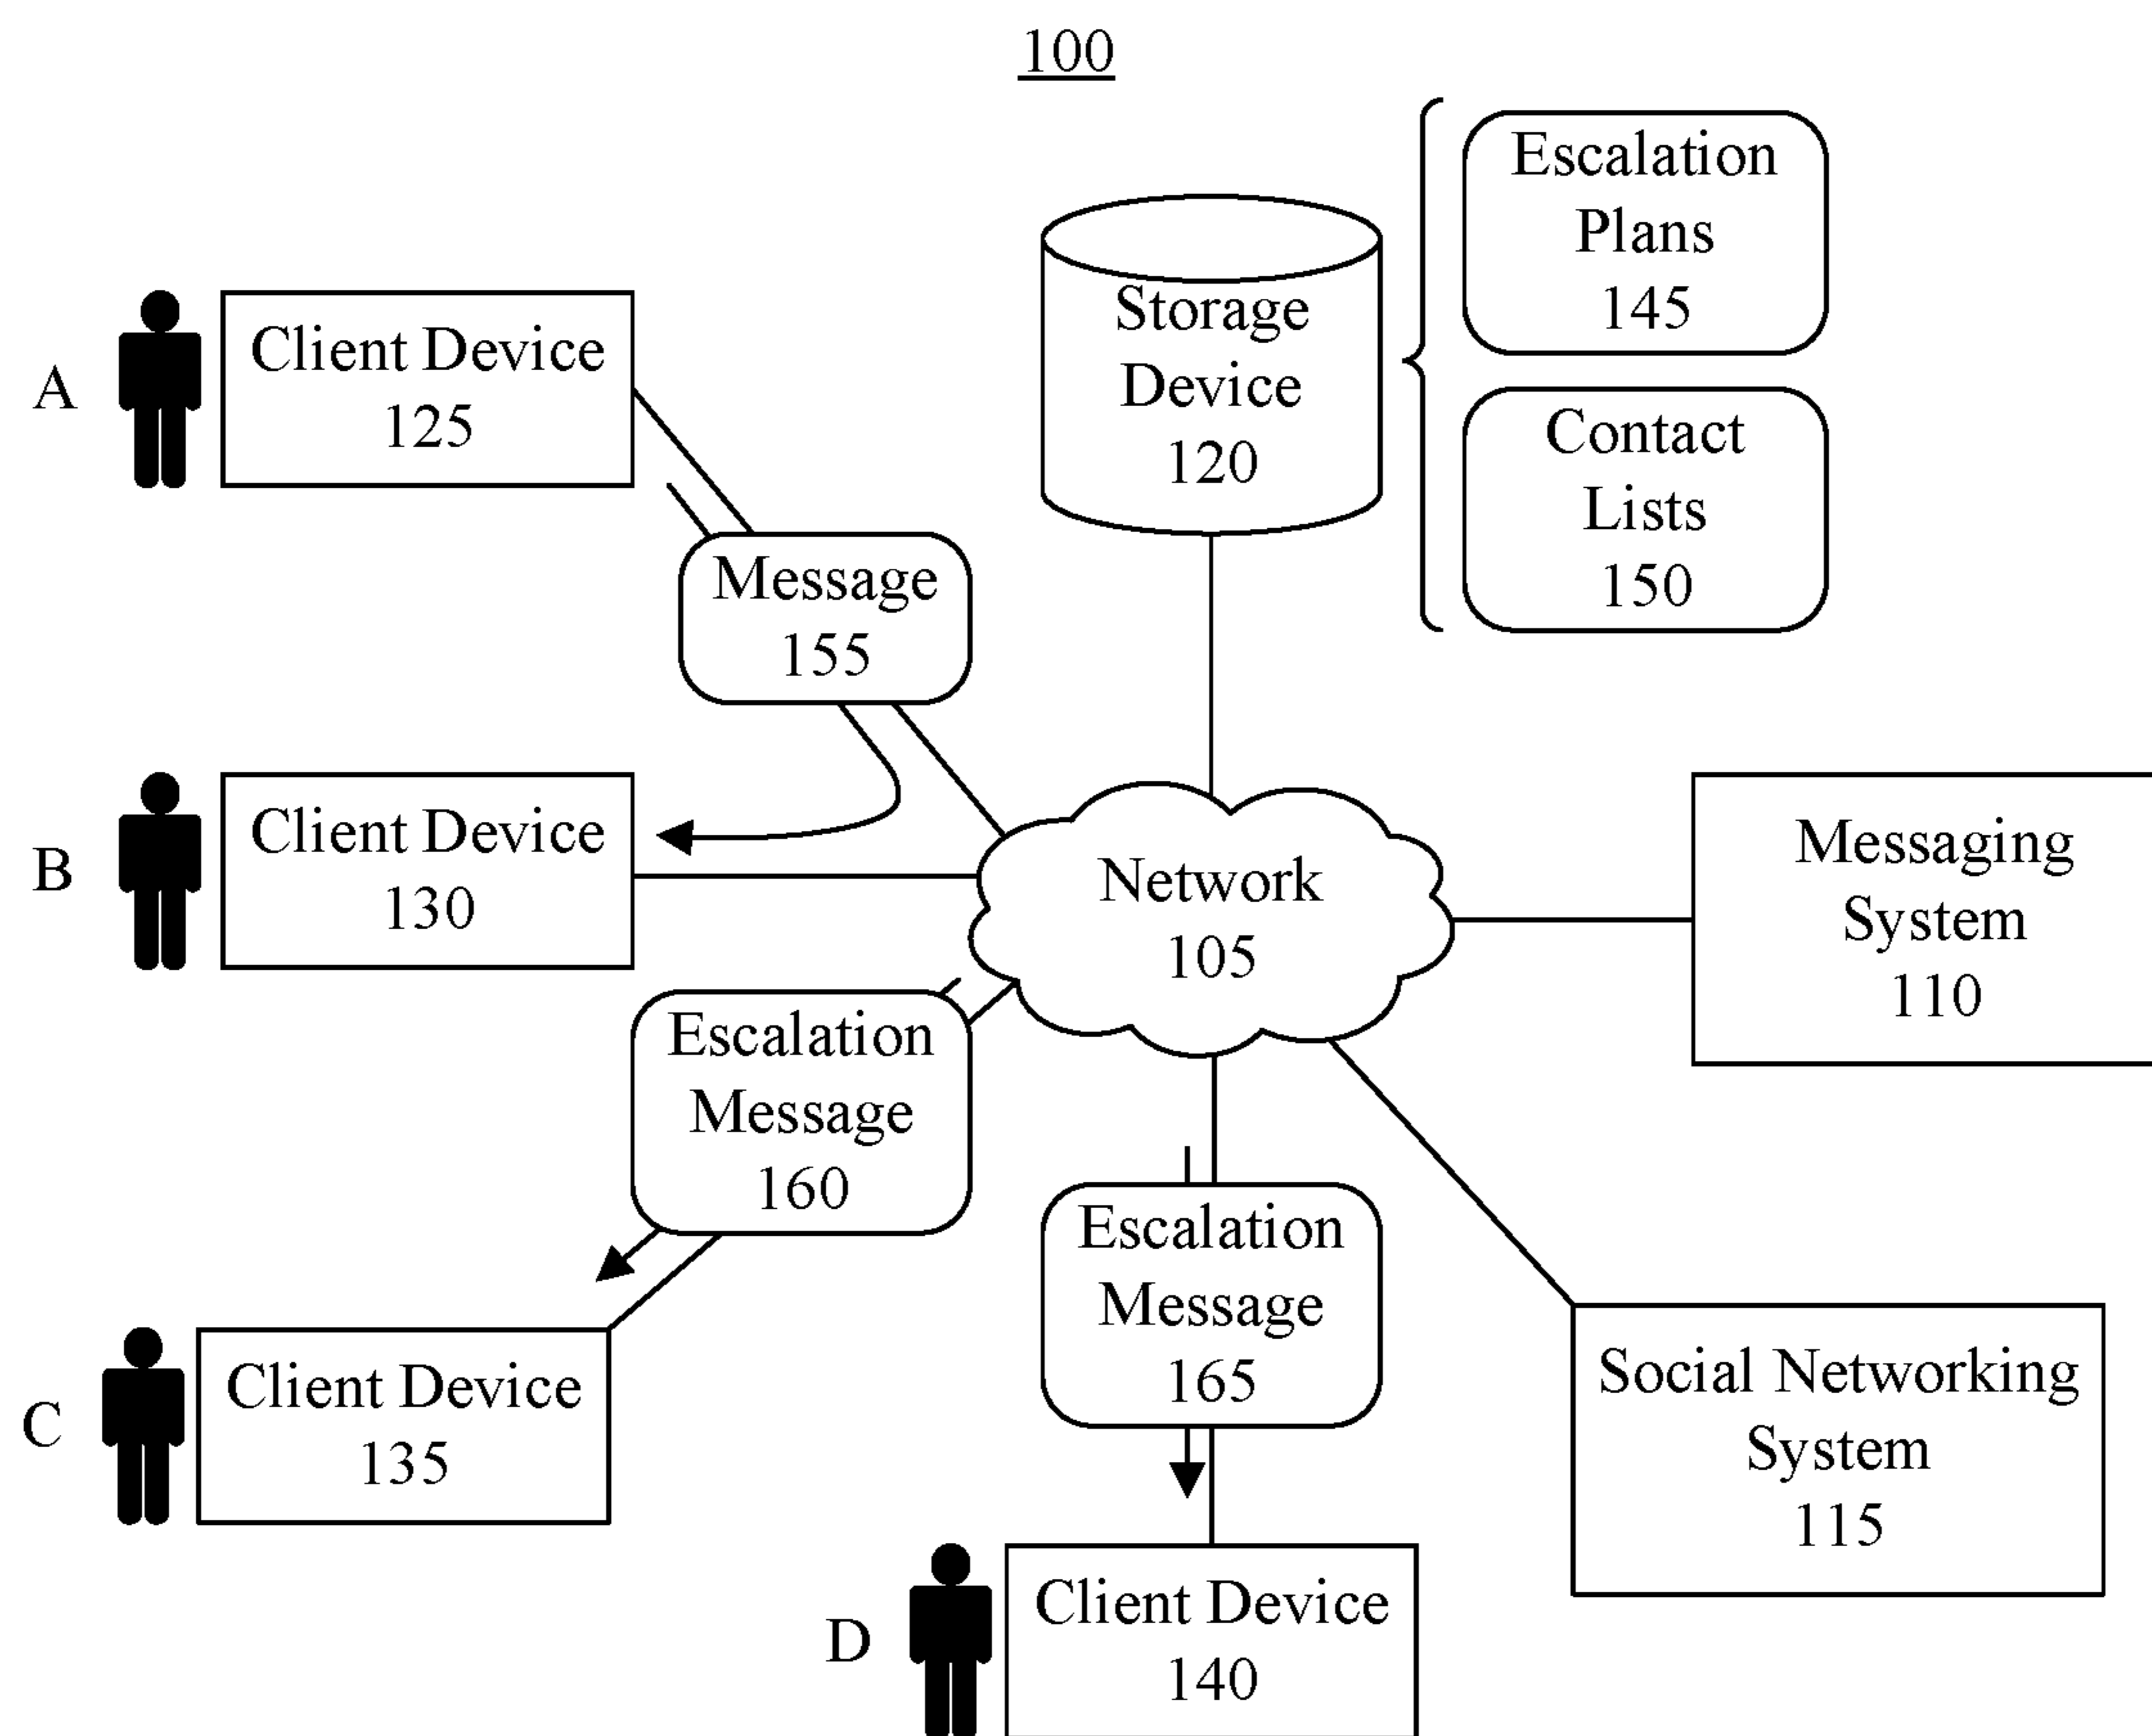 100
Escalation
Plans
145
Storage
Device
120
Contact
Lists
150
A
Client Device
125
Message
155
B
Client Device
130
Network
105
Messaging
System
110
Escalation
Message
160
Escalation
Message
165
C
Client Device
135
Social Networking
System
115
D
Client Device
140